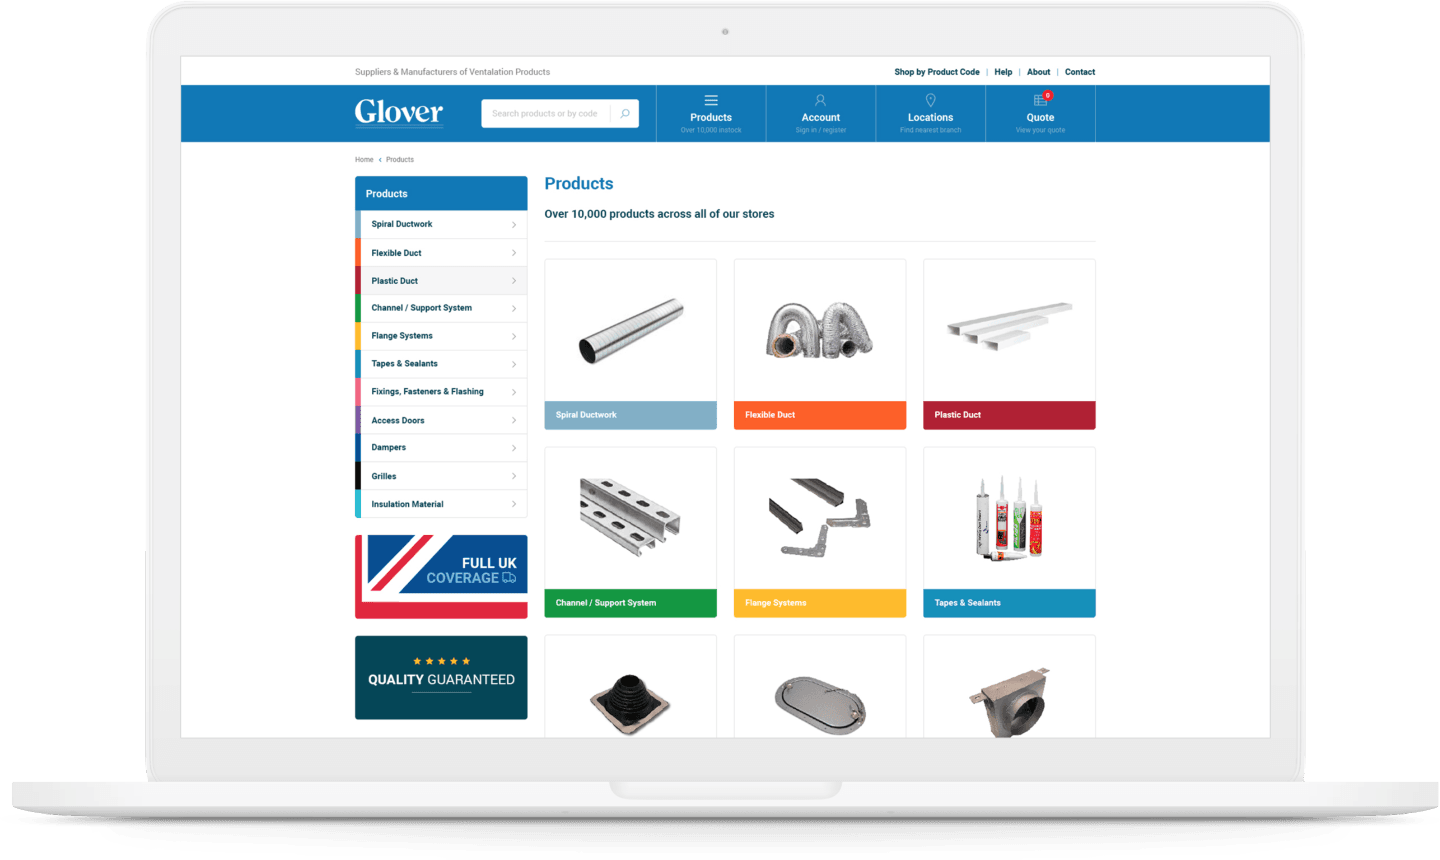 Suppliers & Manufacturers of Ventalation Products
Shop by Product Code | Help | About | Contact
Glover
Search products or by code
Products
Over 10,000 instock
Account
Sign in / register
Locations
Find nearest branch
0
Quote
View your quote
Home < Products
Products
Spiral Ductwork
Flexible Duct
Plastic Duct
Channel / Support System
Flange Systems
Tapes & Sealants
Fixings, Fasteners & Flashing
Access Doors
Dampers
Grilles
Insulation Material
FULL UK
COVERAGE
QUALITY GUARANTEED
Products
Over 10,000 products across all of our stores
Spiral Ductwork
Flexible Duct
Plastic Duct
Channel / Support System
Flange Systems
Tapes & Sealants